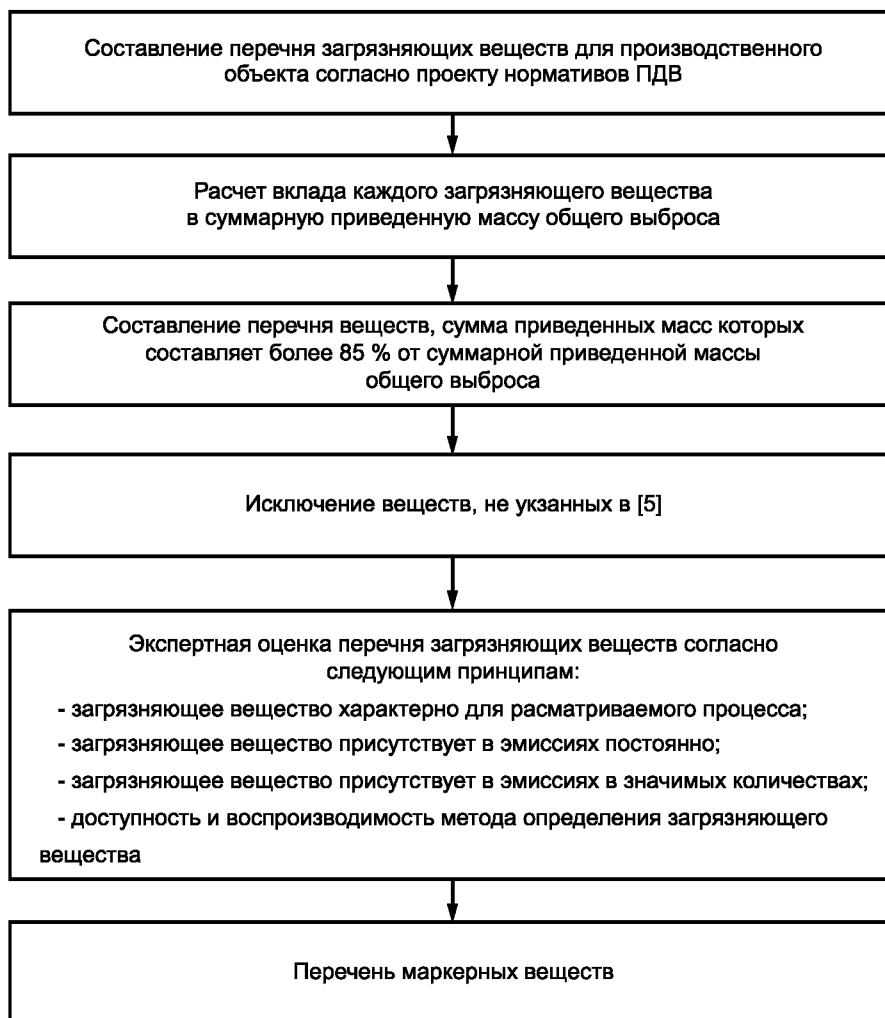 Составление перечня загрязняющих веществ для производственного
объекта согласно проекту нормативов ПДВ
Расчет вклада каждого загрязняющего вещества
в суммарную приведенную массу общего выброса
Составление перечня веществ, сумма приведенных масс которых
составляет более 85 % от суммарной приведенной массы
общего выброса
Исключение веществ, не укзанных в [5]
Экспертная оценка перечня загрязняющих веществ согласно
следующим принципам:
- загрязняющее вещество характерно для расматриваемого процесса;
- загрязняющее вещество присутствует в эмиссиях постоянно;
- загрязняющее вещество присутствует в эмиссиях в значимых количествах;
- доступность и воспроизводимость метода определения загрязняющего
вещества
Перечень маркерных веществ